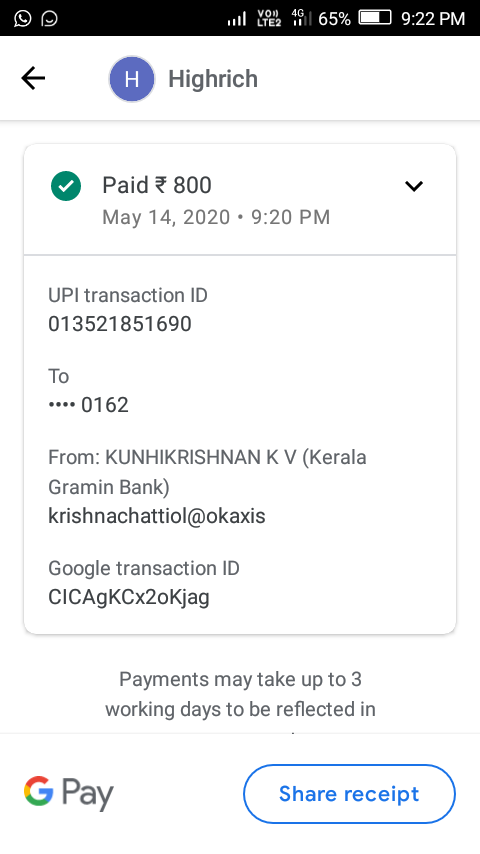 VO)) LTE2 4G 65% 9:22 PM
H Highrich
Paid ₹ 800
May 14, 2020 • 9:20 PM
UPI transaction ID
013521851690
To
•••• 0162
From: KUNHIKRISHNAN K V (Kerala
Gramin Bank)
krishnachattiol@okaxis
Google transaction ID
CICAgKCx2oKjag
Payments may take up to 3
working days to be reflected in
G Pay
Share receipt